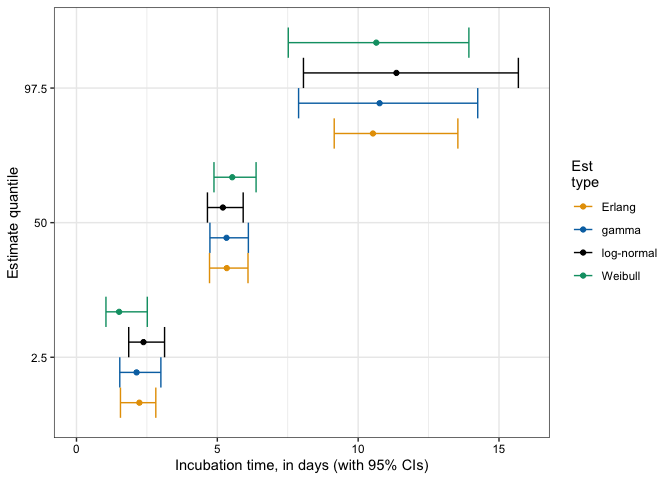 97.5
50
2.5
Estimate quantile
0
5
10
15
Incubation time, in days (with 95% CIs)
Est
type
Erlang
gamma
log-normal
Weibull